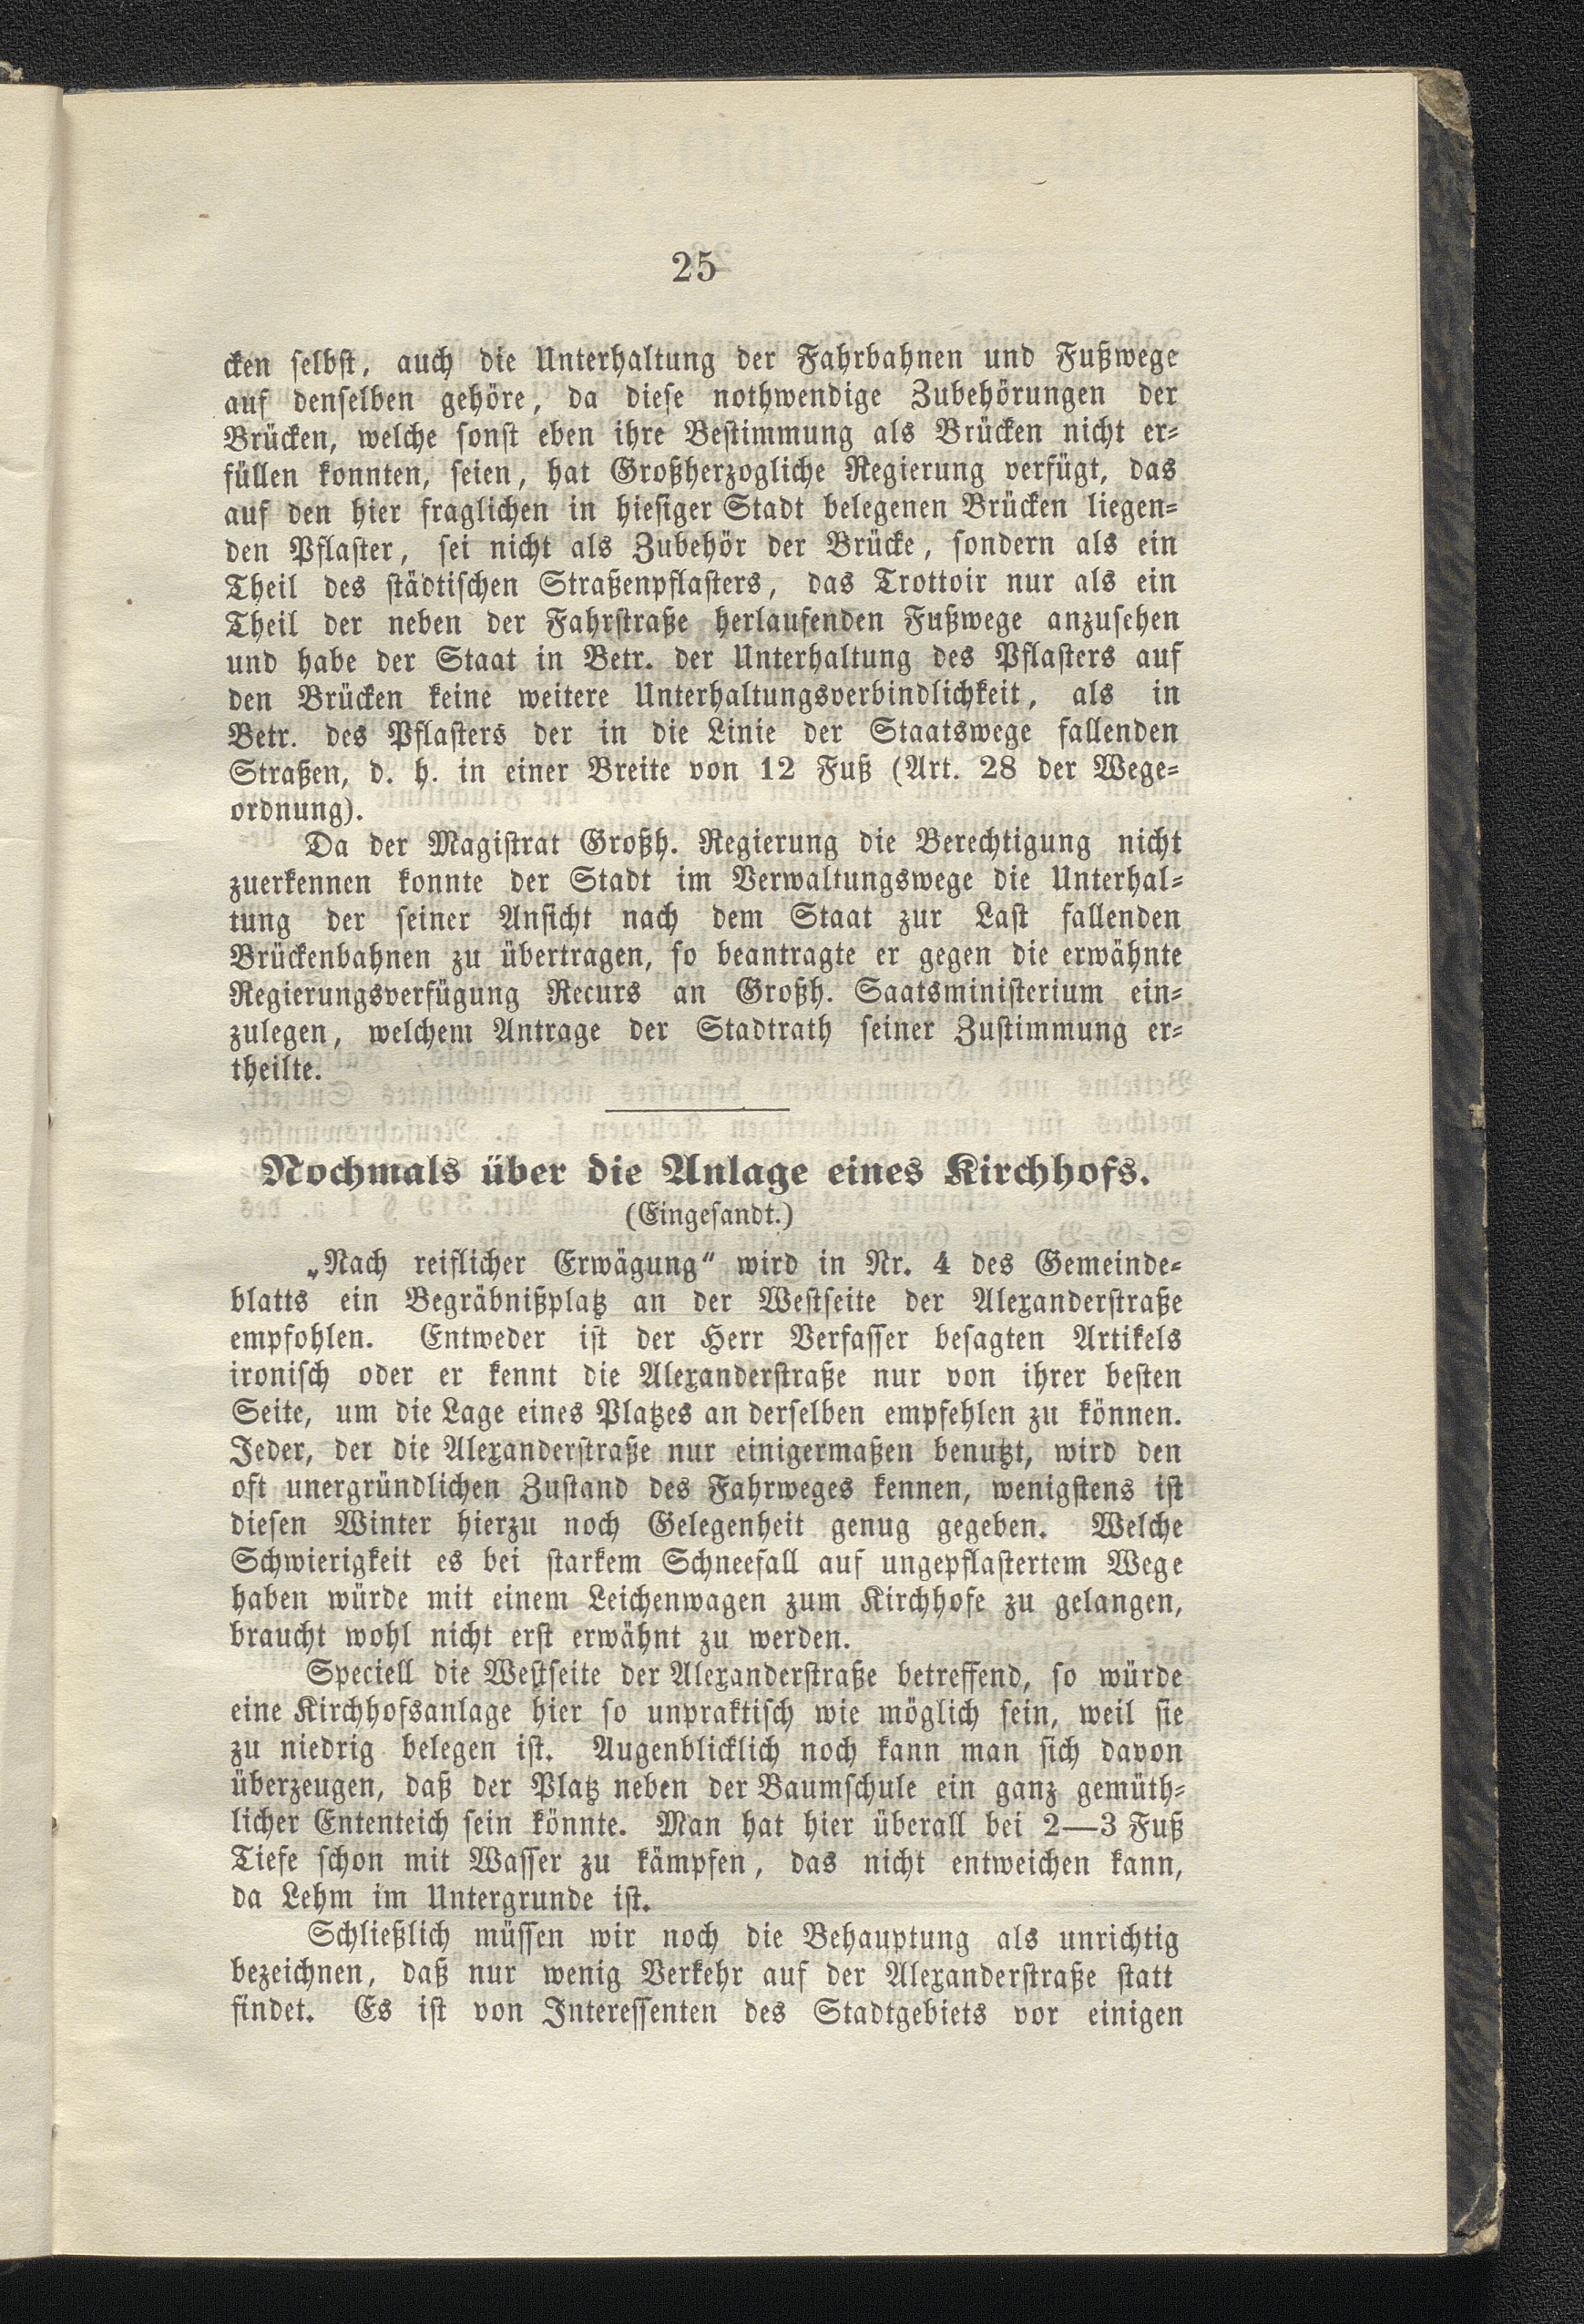 25
cken selbst, auch die Unterhaltung der Fahrbahnen und Fußwege
auf denselben gehöre, da diese nothwendige Zubehörungen der
Brücken, welche sonst eben ihre Bestimmung als Brücken nicht er-
füllen konnten, seien, hat Großherzogliche Regierung verfügt, das
auf den hier fraglichen in hiesiger Stadt belegenen Brücken liegen-
den Pflaster, sei nicht als Zubehör der Brücke, sondern als ein
Theil des städtischen Straßenpflasters, das Trottoir nur als ein
Theil der neben der Fahrstraße herlaufenden Fußwege anzusehen
und habe der Staat in Betr. der Unterhaltung des Pflasters auf
den Brücken keine weitere Unterhaltungsverbindlichkeit, als in
Betr. des Pflasters der in die Linie der Staatswege fallenden
Straßen, d. h. in einer Breite von 12 Fuß (Art. 28 der Wege-
ordnung).
Da der Magistrat Großh. Regierung die Berechtigung nicht
zuerkennen konnte der Stadt im Verwaltungswege die Unterhal-
tung der seiner Ansicht nach dem Staat zur Last fallenden
Brückenbahnen zu übertragen, so beantragte er gegen die erwähnte
Regierungsverfügung Recurs an Großh. Saatsministerium ein-
zulegen, welchem Antrage der Stadtrath seiner Zustimmung er-
theilte.
Nochmals über die Anlage eines Kirchhofs.
(Eingesandt.)
„Nach reiflicher Erwägung“ wird in Nr. 4 des Gemeinde-
blatts ein Begräbnißplatz an der Westseite der Alexanderstraße
empfohlen. Entweder ist der Herr Verfasser besagten Artikels
ironisch oder er kennt die Alexanderstraße nur von ihrer besten
Seite, um die Lage eines Platzes an derselben empfehlen zu können.
Jeder, der die Alexanderstraße nur einigermaßen benutzt, wird den
oft unergründlichen Zustand des Fahrweges kennen, wenigstens ist
diesen Winter hierzu noch Gelegenheit genug gegeben. Welche
Schwierigkeit es bei starkem Schneefall auf ungepflastertem Wege
haben würde mit einem Leichenwagen zum Kirchhofe zu gelangen,
braucht wohl nicht erst erwähnt zu werden.
Speciell die Westseite der Alexanderstraße betreffend, so würde
eine Kirchhofsanlage hier so unpraktisch wie möglich sein, weil sie
zu niedrig belegen ist. Augenblicklich noch kann man sich davon
überzeugen, daß der Platz neben der Baumschule ein ganz gemüth-
licher Ententeich sein könnte. Man hat hier überall bei 2—3 Fuß
Tiefe schon mit Wasser zu kämpfen, das nicht entweichen kann,
da Lehm im Untergrunde ist.
Schließlich müssen wir noch die Behauptung als unrichtig
bezeichnen, daß nur wenig Verkehr auf der Alexanderstraße statt
findet. Es ist von Interessenten des Stadtgebiets vor einigen